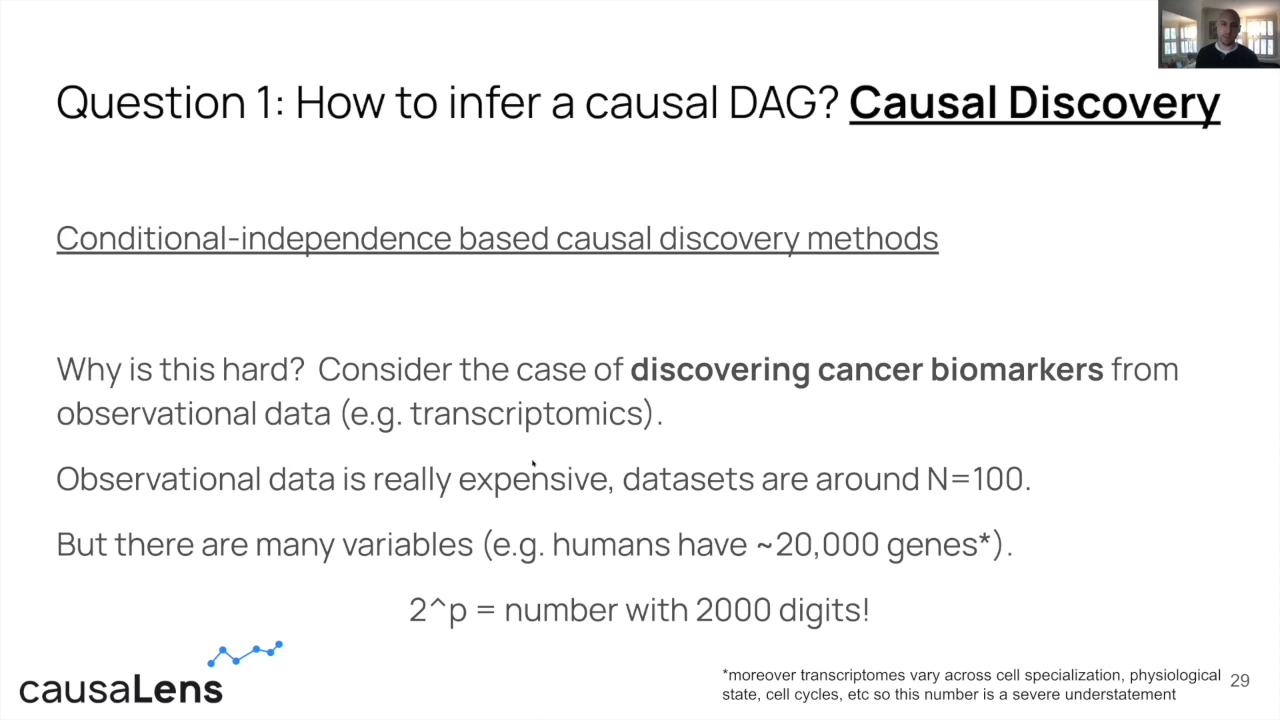 Question 1: How to infer a causal DAG? Causal Discovery
Conditional-independence based causal discovery methods
Why is this hard?  Consider the case of discovering cancer biomarkers from
observational data (e.g. transcriptomics).
Observational data is really expensive, datasets are around N=100.
But there are many variables (e.g. humans have ~20,000 genes*).
2^p = number with 2000 digits!
causaLens
*moreover transcriptomes vary across cell specialization, physiological
state, cell cycles, etc so this number is a severe understatement
29